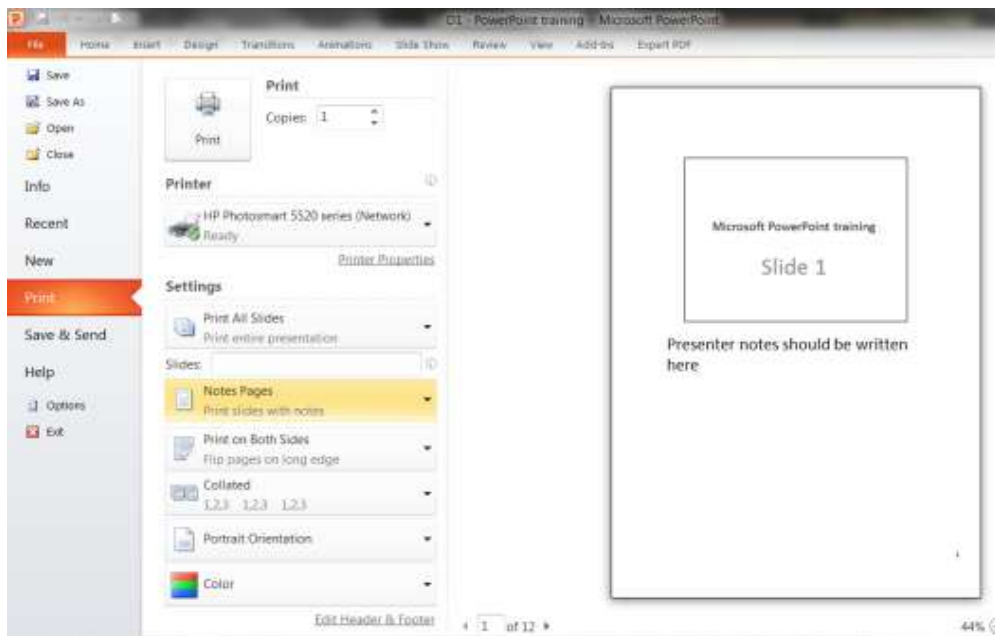 D1 - PowerPoint training - Microsoft PowerPoint
File Home Insert Design Transitions Animations Slide Show Review View Add-Ins Expert PDF
Save
Save As
Open
Close
Info
Recent
New
Print
Save & Send
Help
Options
Exit
Print
Copies: 1
Print
Printer
HP Photosmart 5520 series (Network)
Ready
Printer Properties
Settings
Print All Slides
Print entire presentation
Slides:
Notes Pages
Print slides with notes
Print on Both Sides
Flip pages on long edge
Collated
1,2,3 1,2,3 1,2,3
Portrait Orientation
Color
Edit Header & Footer
Microsoft PowerPoint training
Slide 1
Presenter notes should be written
here
1
1 of 12
44%